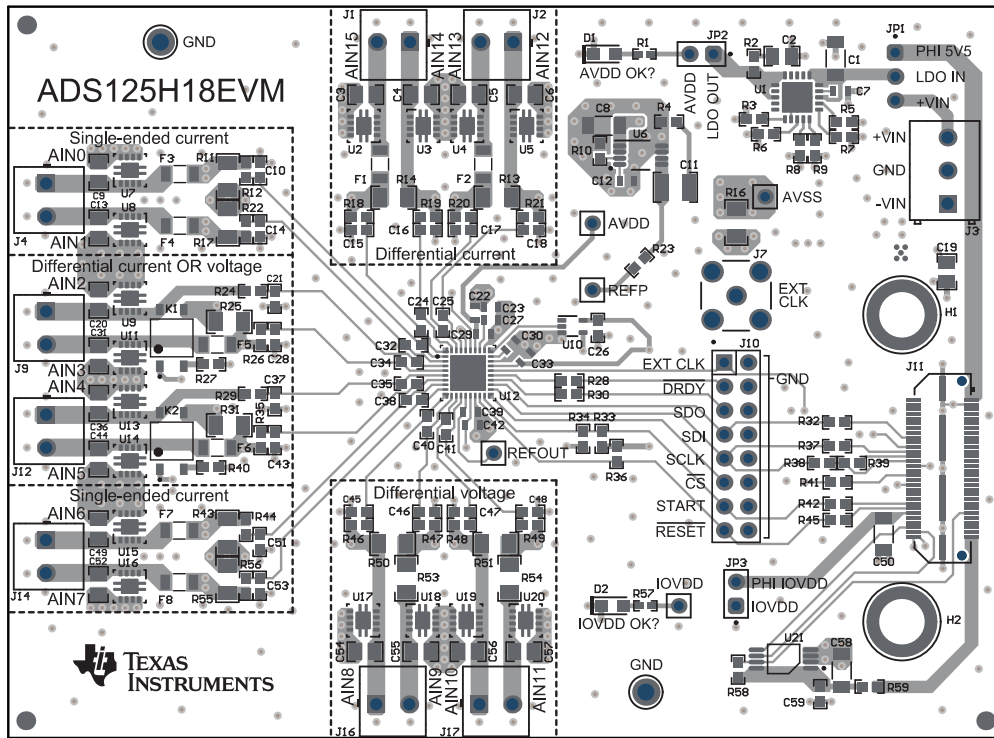 GND
ADS125H18EVM
J1
J2
AIN15
AIN14
AIN13
AIN12
C3
C4
C5
C6
U2
U3
U4
U5
F1
R14
F2
R13
R18
R19
R20
R21
C15
C16
C17
C18
Differential current
D1
R1
JP2
R2
C2
AVDD OK?
AVDD
LDO OUT
U1
C1
C7
JP1
PHI 5V5
LDO IN
+VIN
C8
U6
R4
R3
R5
R6
R7
R8
R9
R10
C12
C11
+VIN
GND
-VIN
J3
R16
AVSS
AVDD
R23
REFP
J7
EXT
CLK
C19
H1
Single-ended current
AIN0
F3
R11
U7
C9
C10
R12
C13
U8
R22
J4
AIN1
F4
R17
C14
Differential current OR voltage
AIN2
C21
K1
R24
R25
C20
U9
C31
U11
F5
J9
R26
C28
AIN3
R27
AIN4
C37
K2
R29
R31
R35
C36
U13
C44
U14
F6
J12
C43
AIN5
R40
Single-ended current
AIN6
F7
R43
R44
C49
U15
C51
C52
U16
R56
J14
AIN7
F8
R55
C53
C24
C25
C22
C23
C27
C29
C30
C32
C34
C33
U10
C26
C35
C38
U12
C39
C42
C40
C41
REFOUT
R28
R30
R34
R33
R36
J10
EXT CLK
GND
DRDY
SDO
SDI
SCLK
CS
START
RESET
R32
R37
R38
R39
R41
R42
R45
J11
C50
Differential voltage
C45
C46
C47
C48
R46
R47
R48
R49
R50
R53
R51
R54
U17
U18
U19
U20
C54
C55
C56
C57
AIN8
AIN9
AIN10
AIN11
J16
J17
D2
R57
IOVDD
IOVDD OK?
JP3
PHI IOVDD
IOVDD
H2
GND
U21
C58
R58
C59
R59
TEXAS
INSTRUMENTS